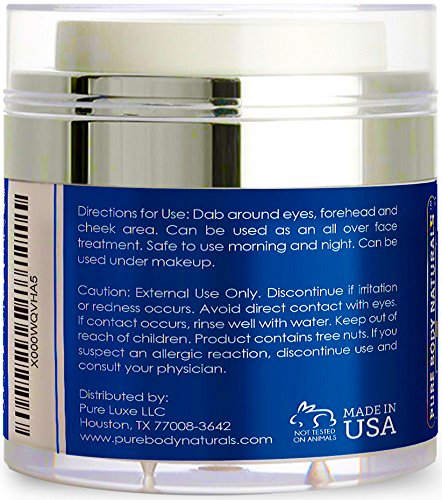 Directions for Use: Dab around eyes, forehead and
cheek area. Can be used as an all over face
treatment. Safe to use morning and night. Can be
used under makeup.
Caution: External Use Only. Discontinue if irritation
or redness occurs. Avoid direct contact with eyes.
If contact occurs, rinse well with water. Keep out of
reach of children. Product contains tree nuts. If you
suspect an allergic reaction, discontinue use and
consult your physician.
Distributed by:
Pure Luxe LLC
Houston, TX 77008-3642
www.purebodynaturals.com
NOT TESTED
ON ANIMALS
MADE IN
USA
X000WQVHA5
PURE BODY NATURALS